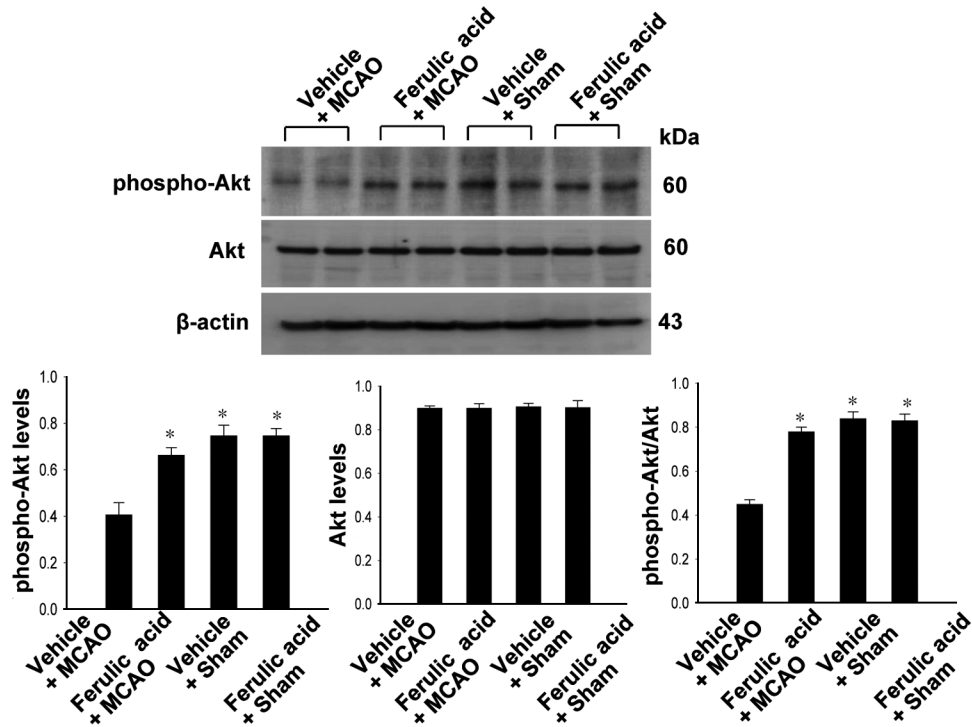 Vehicle
+ MCAO
Ferulic acid
+ MCAO
Vehicle
+ Sham
Ferulic acid
+ Sham
kDa
phospho-Akt
60
Akt
60
β-actin
43
phospho-Akt levels
1.0
0.8
0.6
0.4
0.2
0.0
*
*
*
Vehicle
+ MCAO
Ferulic acid
+ MCAO
Vehicle
+ Sham
Ferulic acid
+ Sham
Akt levels
1.0
0.8
0.6
0.4
0.2
0.0
Vehicle
+ MCAO
Ferulic acid
+ MCAO
Vehicle
+ Sham
Ferulic acid
+ Sham
phospho-Akt/Akt
1.0
0.8
0.6
0.4
0.2
0.0
*
*
*
Vehicle
+ MCAO
Ferulic acid
+ MCAO
Vehicle
+ Sham
Ferulic acid
+ Sham